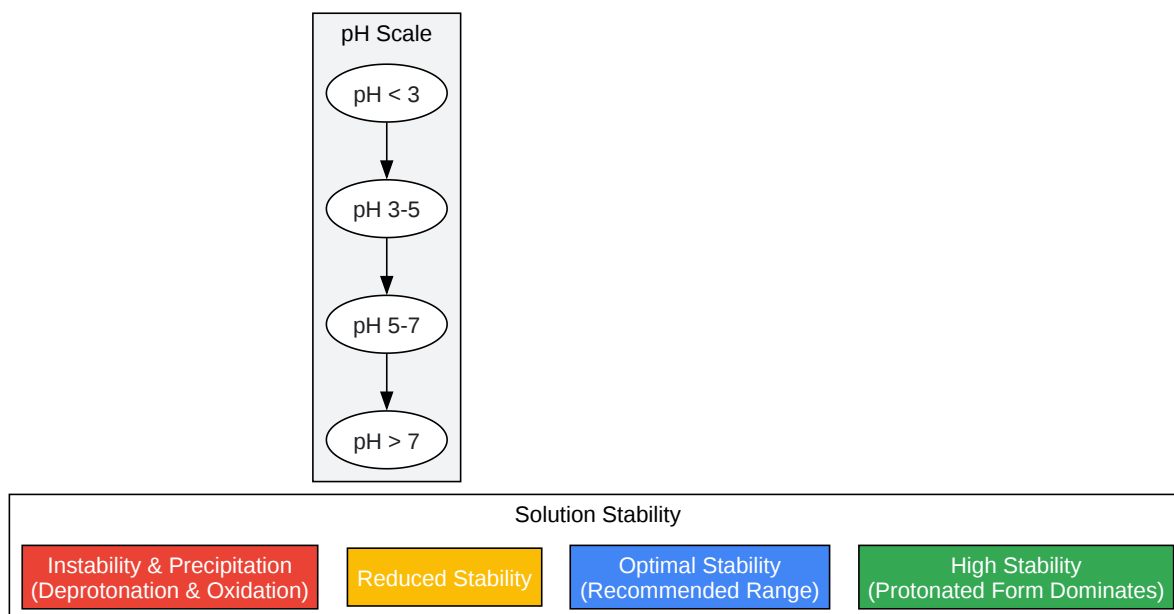 pH Scale
pH < 3
pH 3-5
pH 5-7
pH > 7
Solution Stability
Instability & Precipitation
(Deprotonation & Oxidation)
Reduced Stability
Optimal Stability
(Recommended Range)
High Stability
(Protonated Form Dominates)